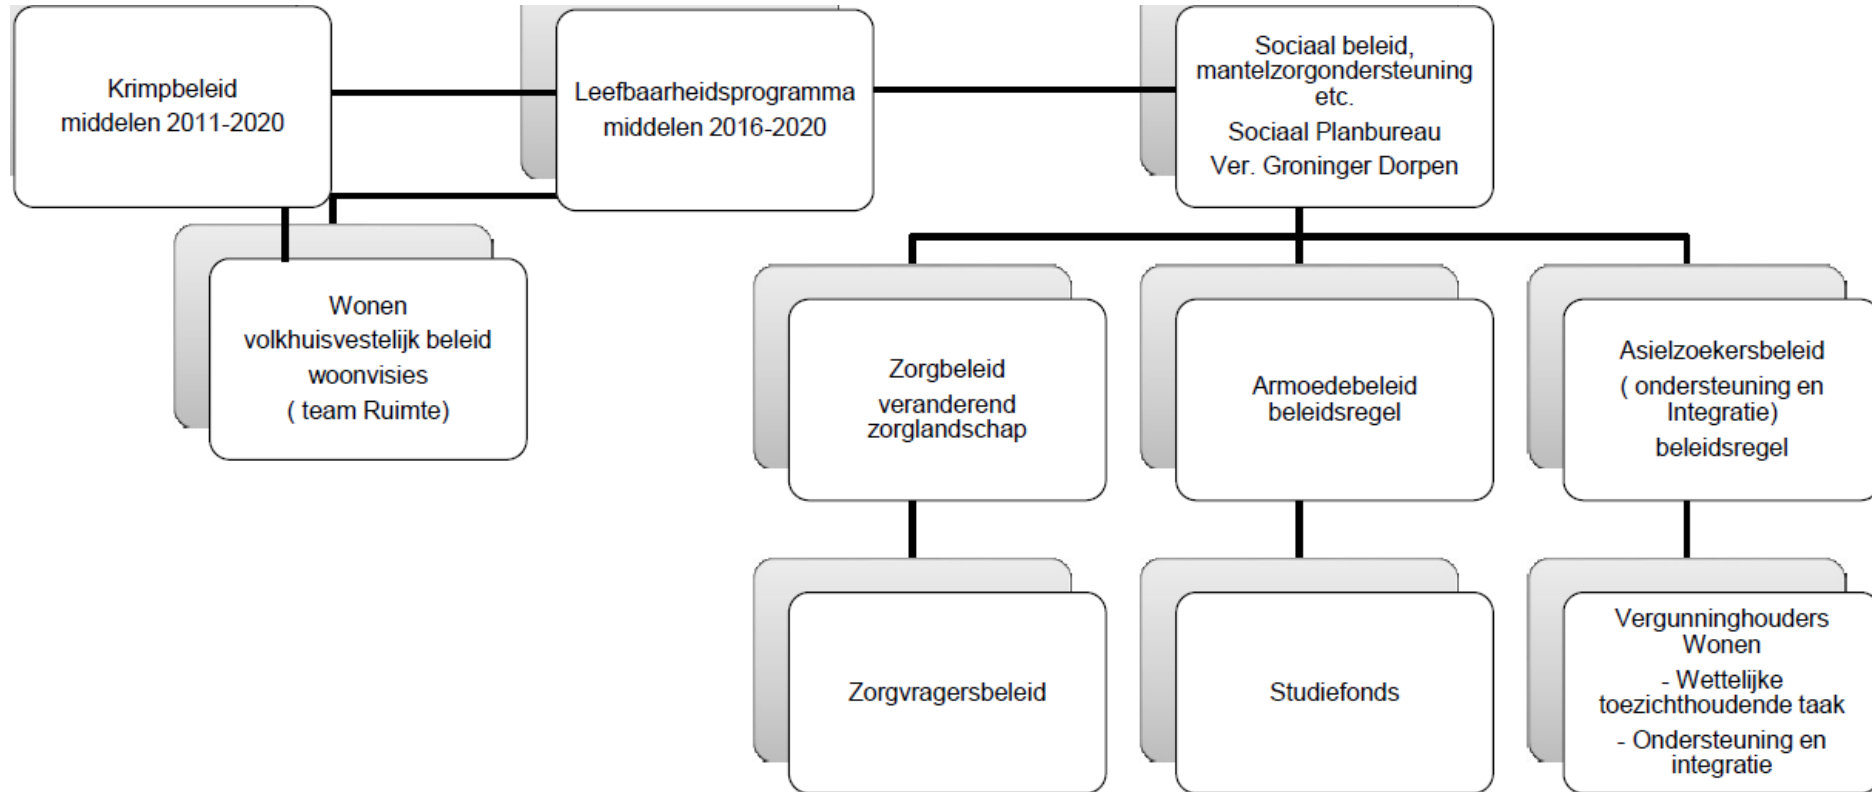 Krimpbeleid
middelen 2011-2020
Leefbaarheidsprogramma
middelen 2016-2020
Sociaal beleid,
mantelzorgondersteuning
etc.
Sociaal Planbureau
Ver. Groninger Dorpen
Wonen
volkhuisvestelijk beleid
woonvisies
( team Ruimte)
Zorgbeleid
veranderend
zorglandschap
Armoedebeleid
beleidsregel
Asielzoekersbeleid
( ondersteuning en
Integratie)
beleidsregel
Zorgvragersbeleid
Studiefonds
Vergunninghouders
Wonen
- Wettelijke
toezichthoudende taak
- Ondersteuning en
integratie